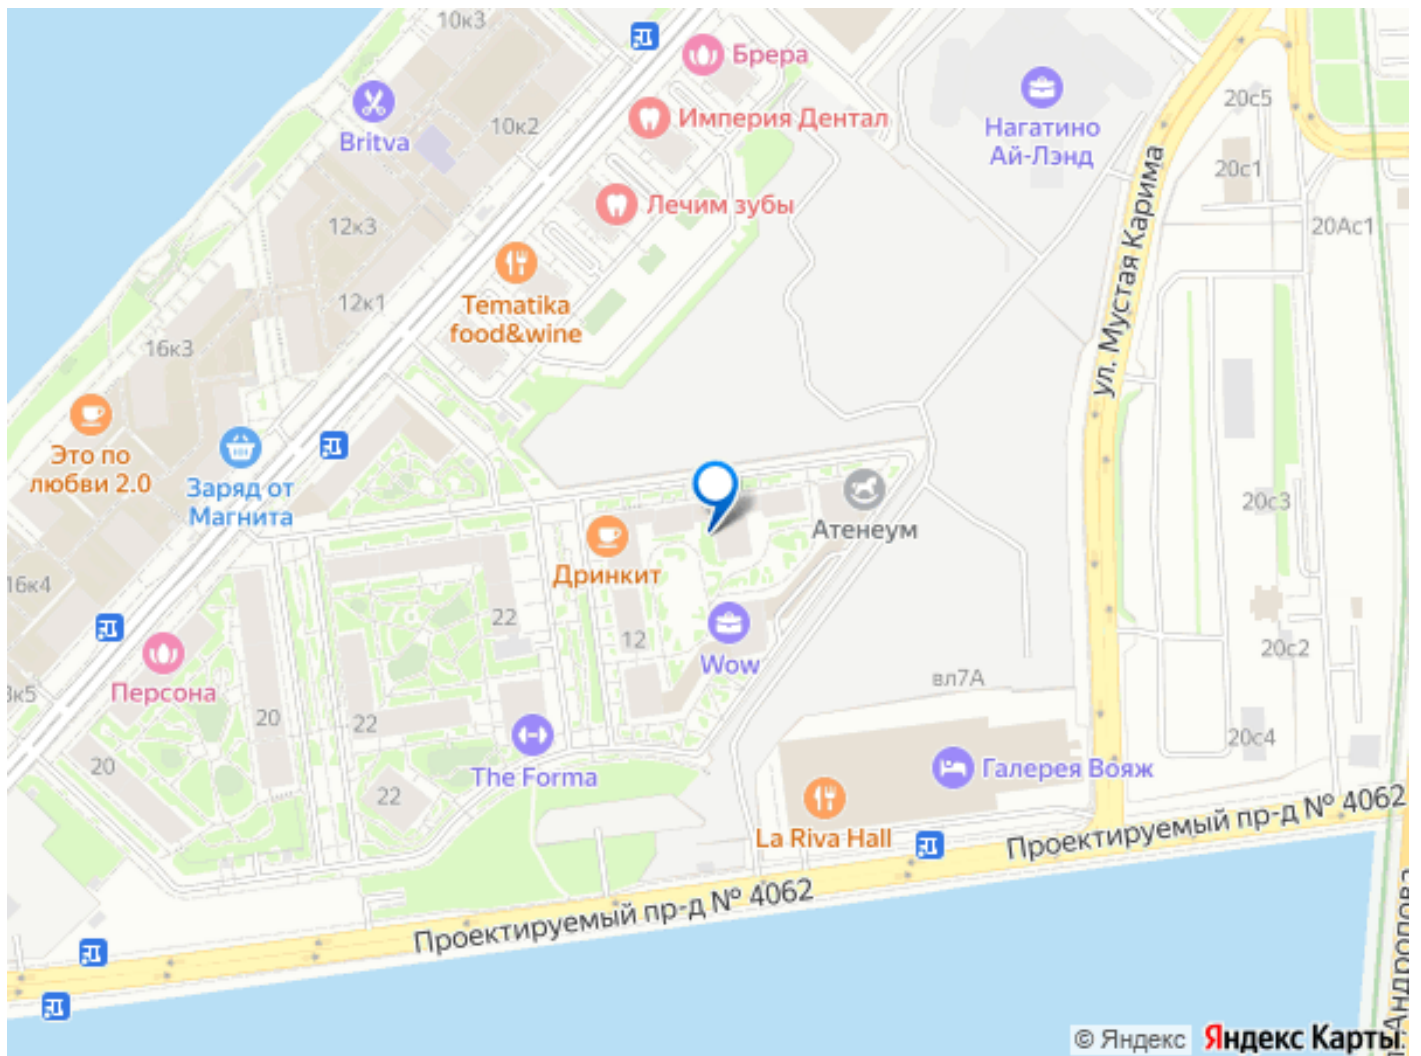 10к3
Брера
Britva
10к2
Империя Дентал
Нагатино
Ай-Лэнд
20с5
20с1
ул. Мустая Карима
Лечим зубы
12к3
20Ас1
Tematika
food&wine
12к1
16к3
Это по
любви 2.0
Заряд от
Магнита
Атенеум
20с3
Дринкит
16к4
22
12
Wow
20с2
Персона
вл7А
20
22
20с4
The Forma
20
22
Галерея Вояж
La Riva Hall
Проектируемый пр-д № 4062
Проектируемый пр-д № 4062
Андропова
© Яндекс Яндекс Карты